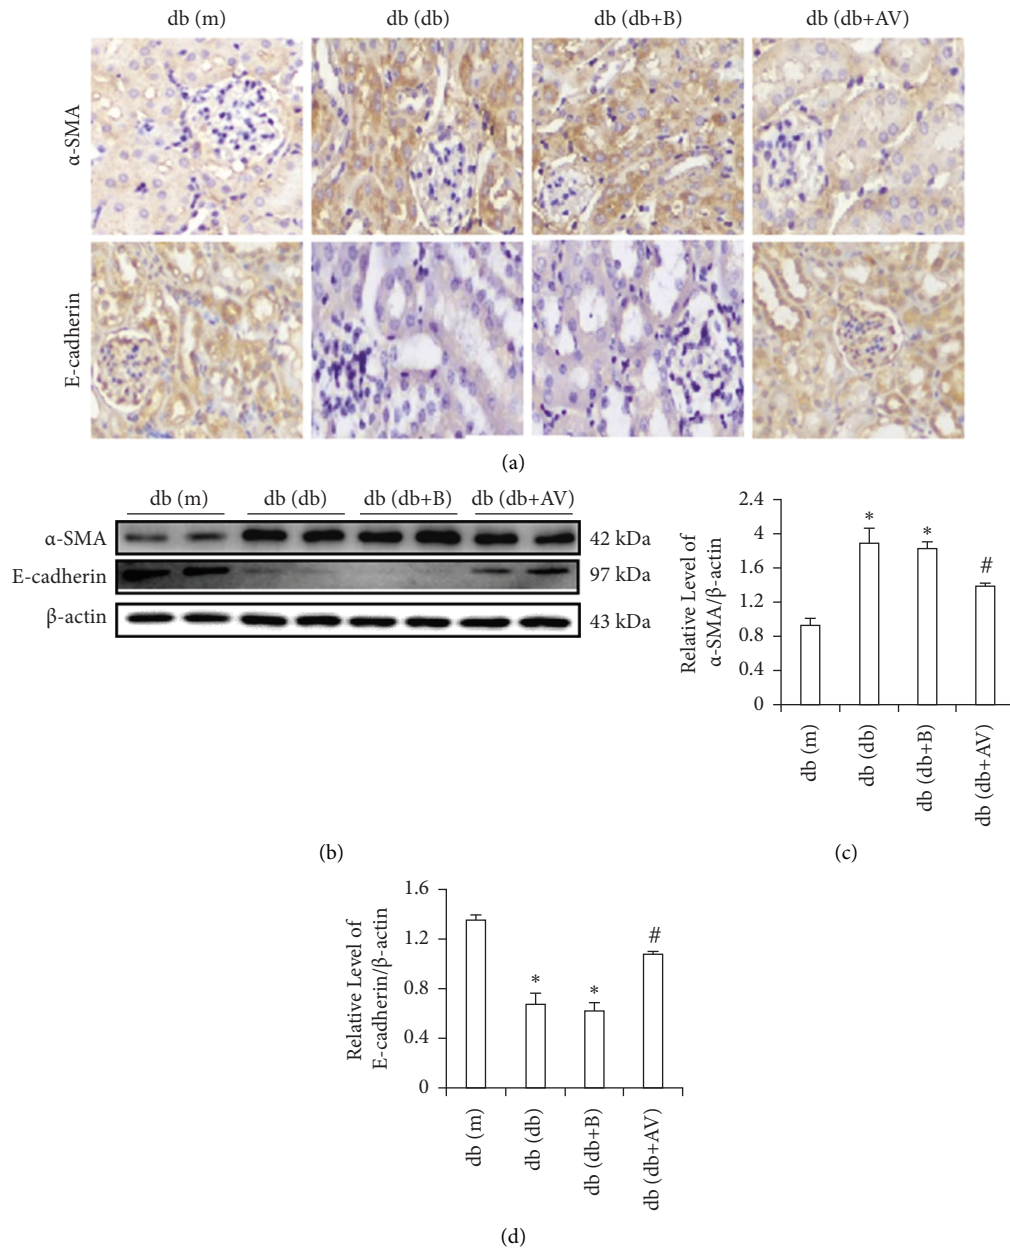 db (m) db (db) db (db+B) db (db+AV)
α-SMA
E-cadherin
(a)
db (m) db (db) db (db+B) db (db+AV)
α-SMA 42 kDa
E-cadherin 97 kDa
β-actin 43 kDa
(b)
Relative Level of
α-SMA/β-actin
2.4
4
1.6
1.2
0.8
0.4
0
* * #
db (m) db (db) db (db+B) db (db+AV)
(c)
Relative Level of
E-cadherin/β-actin
1.6
1.2
0.8
0.4
0
* * #
db (m) db (db) db (db+B) db (db+AV)
(d)